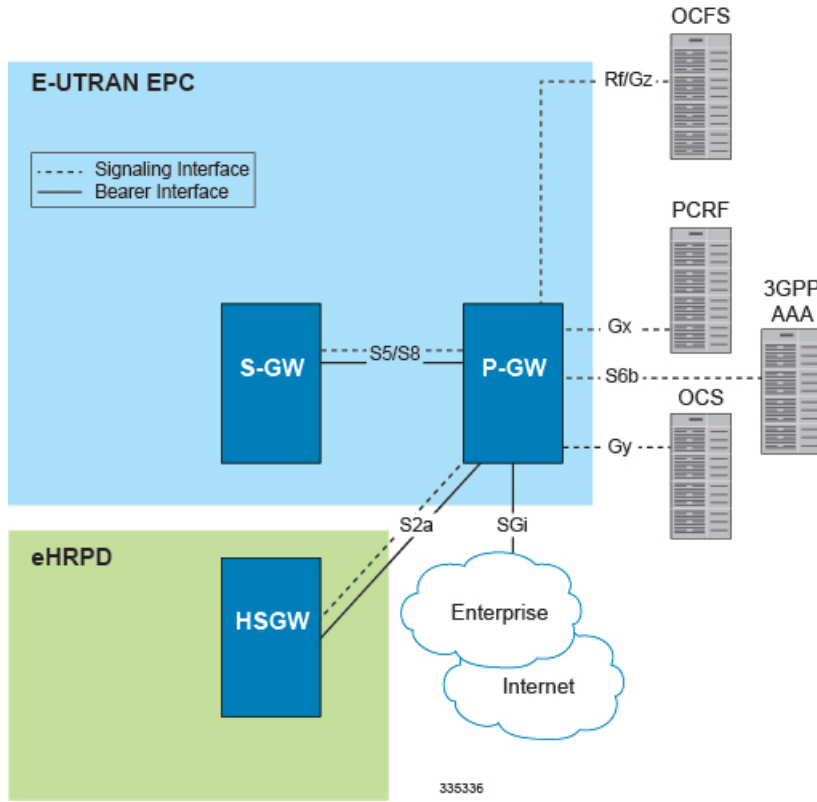 OCFS
E-UTRAN EPC
Rf/Gz
Signaling Interface
Bearer Interface
PCRF
3GPP
AAA
Gx
S5/S8
S-GW
P-GW
S6b
OCS
Gy
S2a
SGi
eHRPD
HSGW
Enterprise
Internet
335336